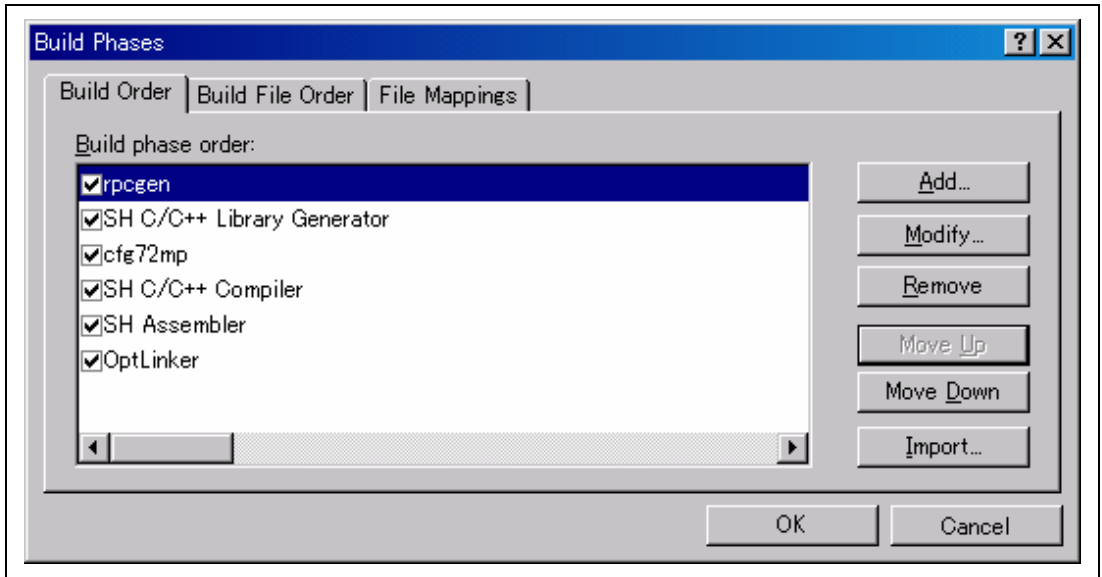 Build Phases
Build Order
Build File Order
File Mappings
Build phase order:
rpcgen
SH C/C++ Library Generator
cfg72mp
SH C/C++ Compiler
SH Assembler
OptLinker
Add...
Modify...
Remove
Move Up
Move Down
Import...
OK
Cancel